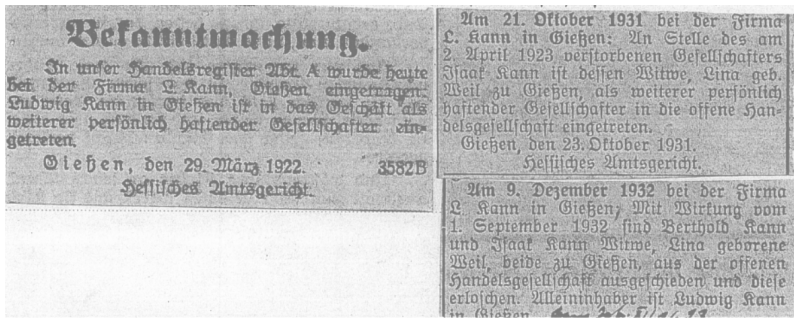 Bekanntmachung.
In unser Handelsregister Abt. A wurde heute
bei der Firma L. Kann, Gießen eingetragen:
Ludwig Kann in Gießen ist in das Geschäft als
weiterer persönlich haftender Gesellschafter ein-
getreten.
Gießen, den 29. März 1922. 3582B
Hessisches Amtsgericht.
Am 21. Oktober 1931 bei der Firma
L. Kann in Gießen: An Stelle des am
2. April 1923 verstorbenen Gesellschafters
Isaak Kann ist dessen Witwe, Lina geb.
Weil zu Gießen, als weiterer persönlich
haftender Gesellschafter in die offene Han-
delsgesellschaft eingetreten.
Gießen, den 23. Oktober 1931.
Hessisches Amtsgericht.
Am 9. Dezember 1932 bei der Firma
L. Kann in Gießen: Mit Wirkung vom
1. September 1932 sind Berthold Kann
und Isaak Kann Witwe, Lina geborene
Weil, beide zu Gießen, aus der offenen
Handelsgesellschaft ausgeschieden und diese
erloschen. Alleininhaber ist Ludwig Kann
in Gießen.